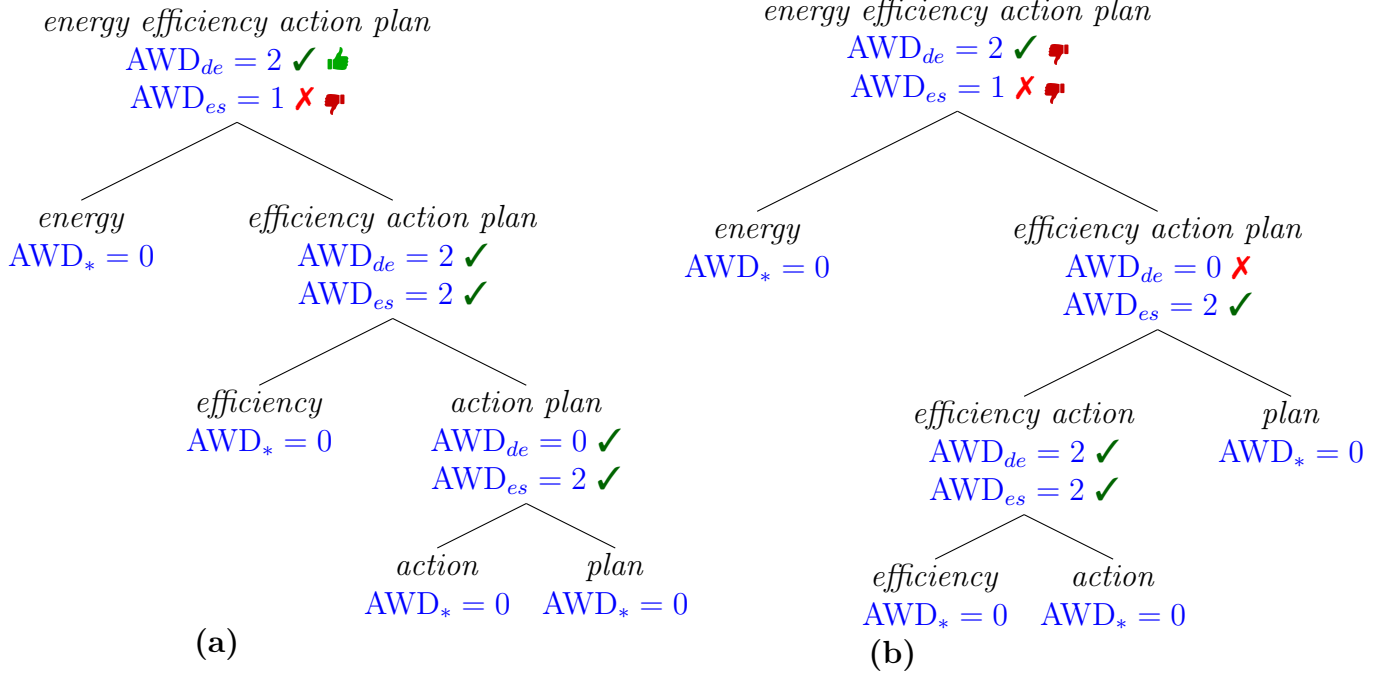 energy efficiency action plan
AWD_de = 2 ✓ 👍
AWD_es = 1 ✗ 👎
energy
AWD_* = 0
efficiency action plan
AWD_de = 2 ✓
AWD_es = 2 ✓
efficiency
AWD_* = 0
action plan
AWD_de = 0 ✓
AWD_es = 2 ✓
action
AWD_* = 0
plan
AWD_* = 0
(a)
energy efficiency action plan
AWD_de = 2 ✓ 👎
AWD_es = 1 ✗ 👎
energy
AWD_* = 0
efficiency action plan
AWD_de = 0 ✗
AWD_es = 2 ✓
efficiency action
AWD_de = 2 ✓
AWD_es = 2 ✓
plan
AWD_* = 0
efficiency
AWD_* = 0
action
AWD_* = 0
(b)